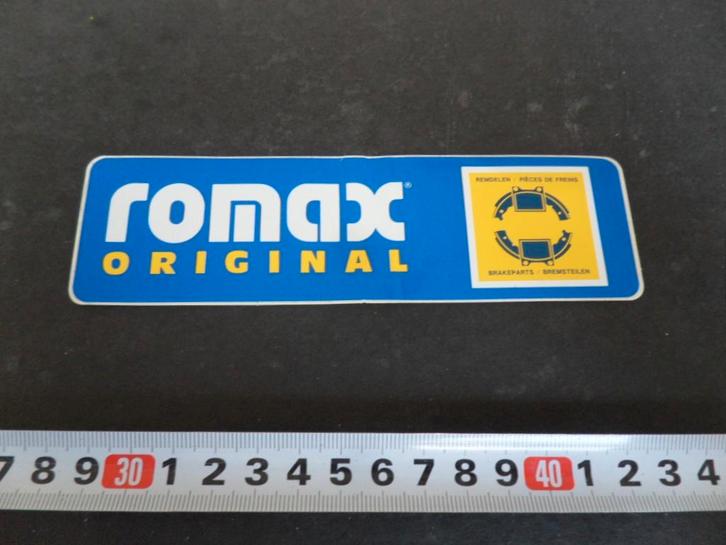 romax®
ORIGINAL
REMDELEN / PIÈCES DE FREINS
BRAKEPARTS / BREMSTEILEN
7 8 9 30 1 2 3 4 5 6 7 8 9 40 1 2 3 4